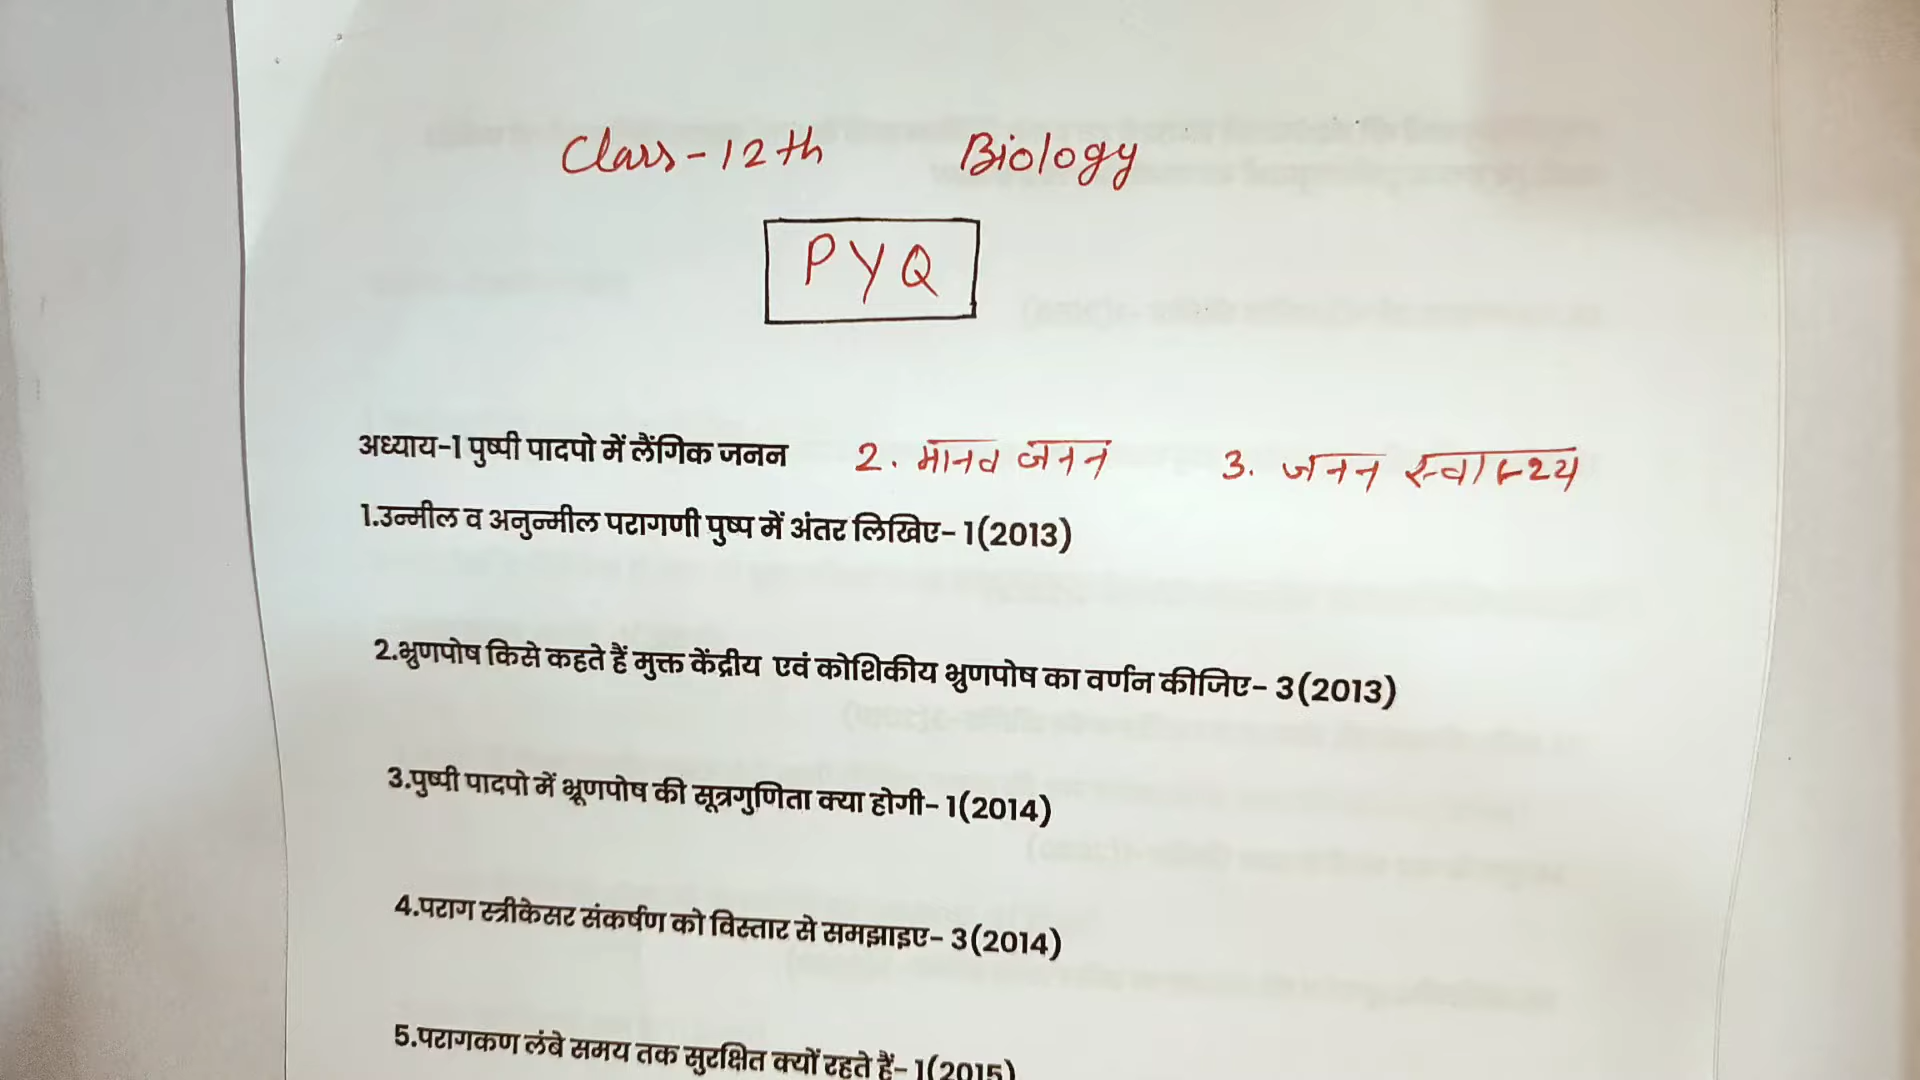 Class-12th Biology
PYQ
अध्याय-1 पुष्पी पादपो में लैंगिक जनन 2. मानव जनन 3. जनन स्वास्थ्य
1.उन्मील व अनुन्मील परागणी पुष्प में अंतर लिखिए- 1(2013)
2.भ्रुणपोष किसे कहते हैं मुक्त केंद्रीय एवं कोशिकीय भ्रुणपोष का वर्णन कीजिए- 3(2013)
3.पुष्पी पादपो में भ्रूणपोष की सूत्रगुणिता क्या होगी- 1(2014)
4.पराग स्त्रीकेसर संकर्षण को विस्तार से समझाइए- 3(2014)
5.परागकण लंबे समय तक सुरक्षित क्यों रहते हैं- 1(2015)